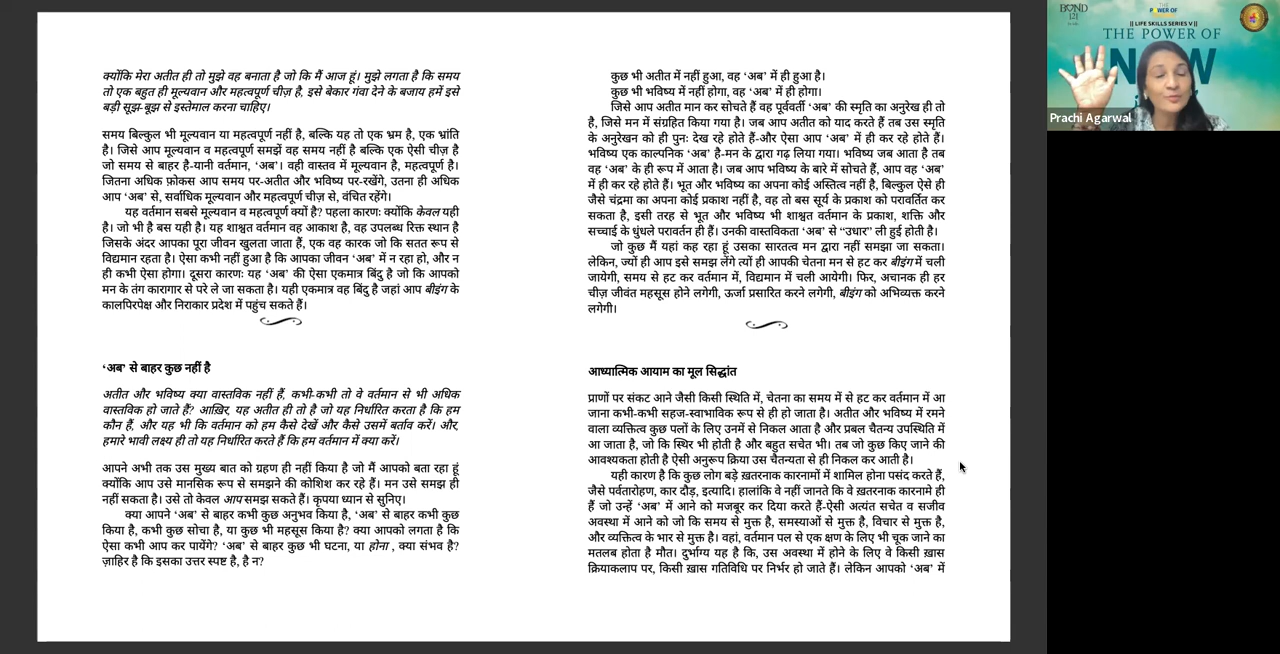 क्योंकि मेरा अतीत ही तो मुझे वह बनाता है जो कि मैं आज हूं। मुझे लगता है कि समय
तो एक बहुत ही मूल्यवान और महत्वपूर्ण चीज़ है, इसे बेकार गंवा देने के बजाय हमें इसे
बड़ी सूझ-बूझ से इस्तेमाल करना चाहिए।
समय बिल्कुल भी मूल्यवान या महत्वपूर्ण नहीं है, बल्कि यह तो एक भ्रम है, एक भ्रांति
है। जिसे आप मूल्यवान व महत्वपूर्ण समझें वह समय नहीं है बल्कि एक ऐसी चीज़ है
जो समय से बाहर है-यानी वर्तमान, ‘अब’। वही वास्तव में मूल्यवान है, महत्वपूर्ण है।
जितना अधिक फ़ोकस आप समय पर-अतीत और भविष्य पर-रखेंगे, उतना ही अधिक
आप ‘अब’ से, सर्वाधिक मूल्यवान और महत्वपूर्ण चीज़ से, वंचित रहेंगे।
यह वर्तमान सबसे मूल्यवान व महत्वपूर्ण क्यों है? पहला कारणः क्योंकि केवल यही
है। जो भी है बस यही है। यह शाश्वत वर्तमान वह आकाश है, वह उपलब्ध रिक्त स्थान है
जिसके अंदर आपका पूरा जीवन खुलता जाता हैं, एक वह कारक जो कि सतत रूप से
विद्यमान रहता है। ऐसा कभी नहीं हुआ है कि आपका जीवन ‘अब’ में न रहा हो, और न
ही कभी ऐसा होगा। दूसरा कारणः यह ‘अब’ की ऐसा एकमात्र बिंदु है जो कि आपको
मन के तंग कारागार से परे ले जा सकता है। यही एकमात्र वह बिंदु है जहां आप बीइंग के
कालपिरपेक्ष और निराकार प्रदेश में पहुंच सकते हैं।
‘अब’ से बाहर कुछ नहीं है
अतीत और भविष्य क्या वास्तविक नहीं हैं, कभी-कभी तो वे वर्तमान से भी अधिक
वास्तविक हो जाते हैं? आख़िर, यह अतीत ही तो है जो यह निर्धारित करता है कि हम
कौन हैं, और यह भी कि वर्तमान को हम कैसे देखें और कैसे उसमें बर्ताव करें। और,
हमारे भावी लक्ष्य ही तो यह निर्धारित करते हैं कि हम वर्तमान में क्या करें।
आपने अभी तक उस मुख्य बात को ग्रहण ही नहीं किया है जो मैं आपको बता रहा हूं
क्योंकि आप उसे मानसिक रूप से समझने की कोशिश कर रहे हैं। मन उसे समझ ही
नहीं सकता है। उसे तो केवल आप समझ सकते हैं। कृपया ध्यान से सुनिए।
क्या आपने ‘अब’ से बाहर कभी कुछ अनुभव किया है, ‘अब’ से बाहर कभी कुछ
किया है, कभी कुछ सोचा है, या कुछ भी महसूस किया है? क्या आपको लगता है कि
ऐसा कभी आप कर पायेंगे? ‘अब’ से बाहर कुछ भी घटना, या होना , क्या संभव है?
ज़ाहिर है कि इसका उत्तर स्पष्ट है, है न?
कुछ भी अतीत में नहीं हुआ, वह ‘अब’ में ही हुआ है।
कुछ भी भविष्य में नहीं होगा, वह ‘अब’ में ही होगा।
जिसे आप अतीत मान कर सोचते हैं वह पूर्ववर्ती ‘अब’ की स्मृति का अनुरेख ही तो
है, जिसे मन में संग्रहित किया गया है। जब आप अतीत को याद करते हैं तब उस स्मृति
के अनुरेखन को ही पुनः देख रहे होते हैं-और ऐसा आप ‘अब’ में ही कर रहे होते हैं।
भविष्य एक काल्पनिक ‘अब’ है-मन के द्वारा गढ़ लिया गया। भविष्य जब आता है तब
वह ‘अब’ के ही रूप में आता है। जब आप भविष्य के बारे में सोचते हैं, आप वह ‘अब’
में ही कर रहे होते हैं। भूत और भविष्य का अपना कोई अस्तित्व नहीं है, बिल्कुल ऐसे ही
जैसे चंद्रमा का अपना कोई प्रकाश नहीं है, वह तो बस सूर्य के प्रकाश को परावर्तित कर
सकता है, इसी तरह से भूत और भविष्य भी शाश्वत वर्तमान के प्रकाश, शक्ति और
सच्चाई के धुंधले परावर्तन ही हैं। उनकी वास्तविकता ‘अब’ से “उधार” ली हुई होती है।
जो कुछ मैं यहां कह रहा हूं उसका सारतत्व मन द्वारा नहीं समझा जा सकता।
लेकिन, ज्यों ही आप इसे समझ लेंगे त्यों ही आपकी चेतना मन से हट कर बीइंग में चली
जायेगी, समय से हट कर वर्तमान में, विद्यमान में चली आयेगी। फिर, अचानक ही हर
चीज़ जीवंत महसूस होने लगेगी, ऊर्जा प्रसारित करने लगेगी, बीइंग को अभिव्यक्त करने
लगेगी।
आध्यात्मिक आयाम का मूल सिद्धांत
प्राणों पर संकट आने जैसी किसी स्थिति में, चेतना का समय में से हट कर वर्तमान में आ
जाना कभी-कभी सहज-स्वाभाविक रूप से ही हो जाता है। अतीत और भविष्य में रमने
वाला व्यक्तित्व कुछ पलों के लिए उनमें से निकल आता है और प्रबल चैतन्य उपस्थिति में
आ जाता है, जो कि स्थिर भी होती है और बहुत सचेत भी। तब जो कुछ किए जाने की
आवश्यकता होती है ऐसी अनुरूप क्रिया उस चैतन्यता से ही निकल कर आती है।
यही कारण है कि कुछ लोग बड़े ख़तरनाक कारनामों में शामिल होना पसंद करते हैं,
जैसे पर्वतारोहण, कार दौड़, इत्यादि। हालांकि वे नहीं जानते कि वे ख़तरनाक कारनामे ही
हैं जो उन्हें ‘अब’ में आने को मजबूर कर दिया करते हैं-ऐसी अत्यंत सचेत व सजीव
अवस्था में आने को जो कि समय से मुक्त है, समस्याओं से मुक्त है, विचार से मुक्त है,
और व्यक्तित्व के भार से मुक्त है। वहां, वर्तमान पल से एक क्षण के लिए भी चूक जाने का
मतलब होता है मौत। दुर्भाग्य यह है कि, उस अवस्था में होने के लिए वे किसी ख़ास
क्रियाकलाप पर, किसी ख़ास गतिविधि पर निर्भर हो जाते हैं। लेकिन आपको ‘अब’ में
THE
POWER OF
|| LIFE SKILLS SERIES V ||
THE POWER OF
Prachi Agarwal